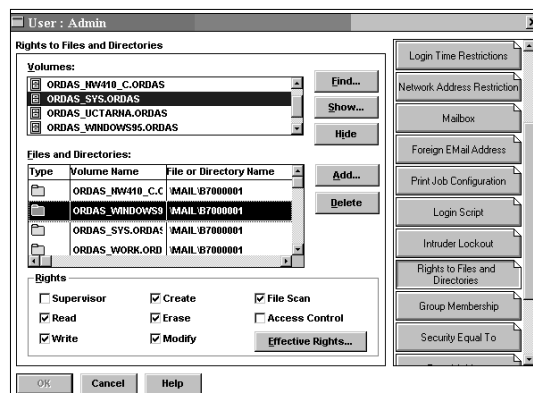 User : Admin
Rights to Files and Directories
Volumes:
ORDAS_NW410_C.ORDAS
ORDAS_SYS.ORDAS
ORDAS_UCTARNA.ORDAS
ORDAS_WINDOWS95.ORDAS
Find...
Show...
Hide
Files and Directories:
Type Volume Name File or Directory Name
ORDAS_NW410_C.C \MAIL\B7000001
ORDAS_WINDOWS9 \MAIL\B7000001
ORDAS_SYS.ORDAS \MAIL\B7000001
ORDAS_WORK.ORD \MAIL\B7000001
Add...
Delete
Rights
Supervisor Create File Scan
Read Erase Access Control
Write Modify Effective Rights...
OK Cancel Help
Login Time Restrictions
Network Address Restriction
Mailbox
Foreign EMail Address
Print Job Configuration
Login Script
Intruder Lockout
Rights to Files and
Directories
Group Membership
Security Equal To